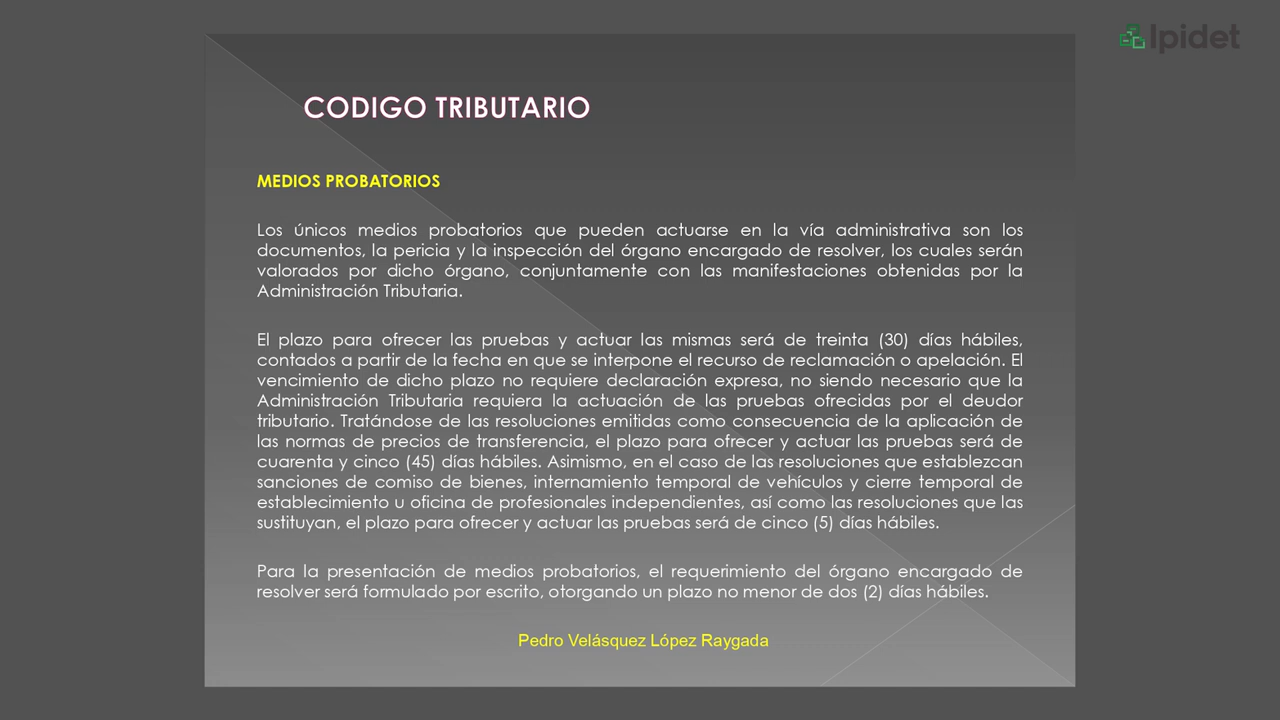 Ipidet
CODIGO TRIBUTARIO
MEDIOS PROBATORIOS
Los únicos medios probatorios que pueden actuarse en la vía administrativa son los
documentos, la pericia y la inspección del órgano encargado de resolver, los cuales serán
valorados por dicho órgano, conjuntamente con las manifestaciones obtenidas por la
Administración Tributaria.
El plazo para ofrecer las pruebas y actuar las mismas será de treinta (30) días hábiles,
contados a partir de la fecha en que se interpone el recurso de reclamación o apelación. El
vencimiento de dicho plazo no requiere declaración expresa, no siendo necesario que la
Administración Tributaria requiera la actuación de las pruebas ofrecidas por el deudor
tributario. Tratándose de las resoluciones emitidas como consecuencia de la aplicación de
las normas de precios de transferencia, el plazo para ofrecer y actuar las pruebas será de
cuarenta y cinco (45) días hábiles. Asimismo, en el caso de las resoluciones que establezcan
sanciones de comiso de bienes, internamiento temporal de vehículos y cierre temporal de
establecimiento u oficina de profesionales independientes, así como las resoluciones que las
sustituyan, el plazo para ofrecer y actuar las pruebas será de cinco (5) días hábiles.
Para la presentación de medios probatorios, el requerimiento del órgano encargado de
resolver será formulado por escrito, otorgando un plazo no menor de dos (2) días hábiles.
Pedro Velásquez López Raygada